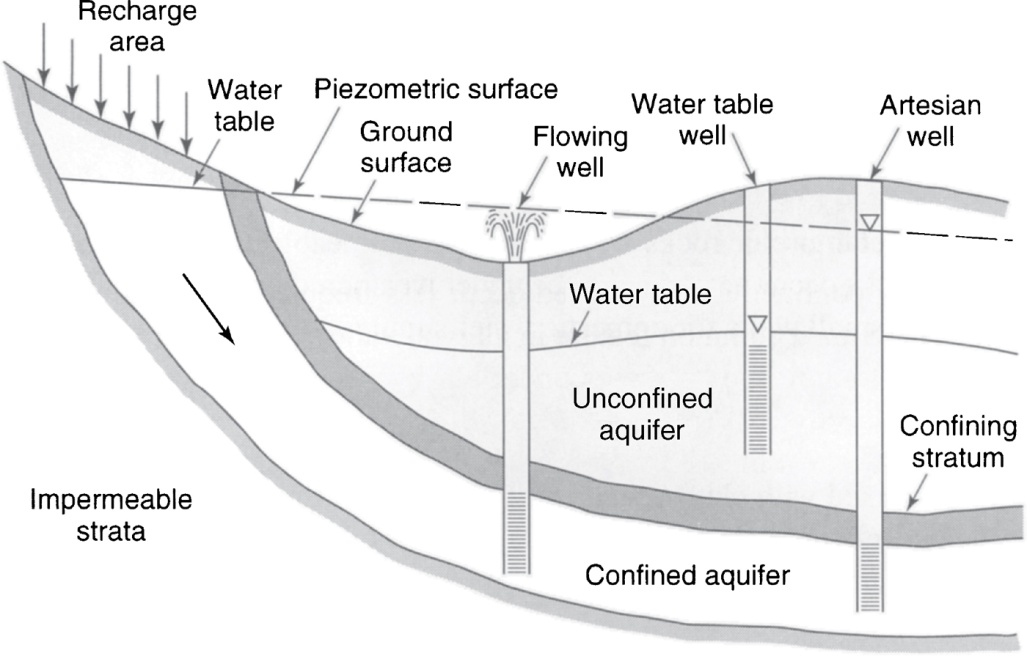 Recharge
area
Water
table
Piezometric surface
Ground
surface
Flowing
well
Water table
well
Artesian
well
Water table
Unconfined
aquifer
Confining
stratum
Impermeable
strata
Confined aquifer